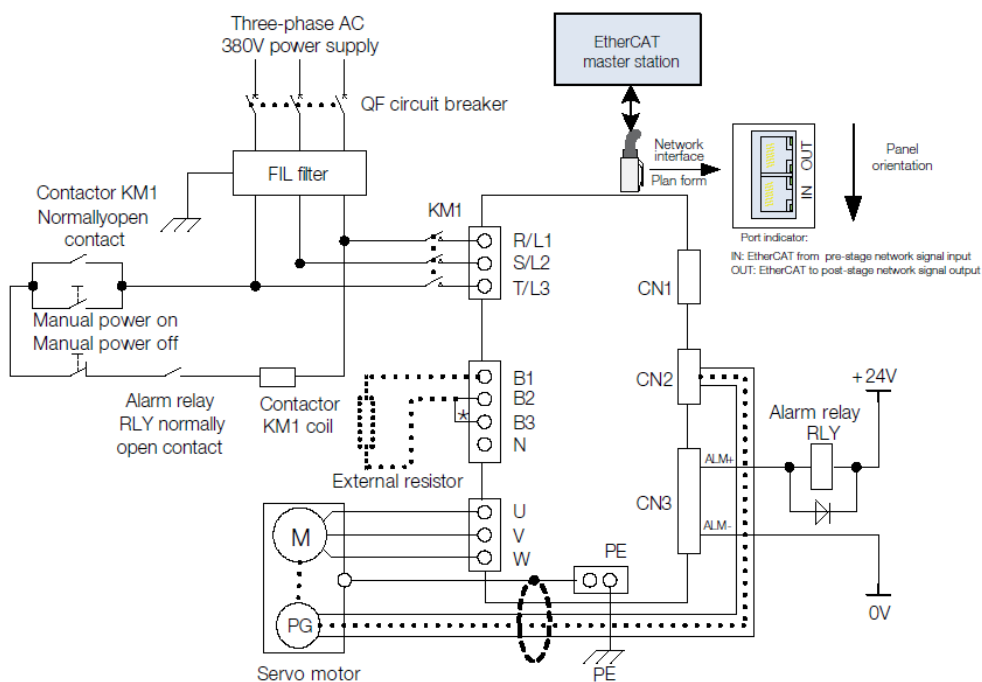 Three-phase AC
380V power supply
QF circuit breaker
FIL filter
EtherCAT
master station
Network
interface
Plan form
OUT
IN
Panel
orientation
Port indicator:
IN: EtherCAT from pre-stage network signal input
OUT: EtherCAT to post-stage network signal output
Contactor KM1
Normallyopen
contact
KM1
R/L1
S/L2
T/L3
CN1
Manual power on
Manual power off
Alarm relay
RLY normally
open contact
Contactor
KM1 coil
B1
B2
*
B3
N
External resistor
CN2
+24V
Alarm relay
RLY
ALM+
CN3
ALM-
0V
U
V
W
M
PG
Servo motor
PE
PE